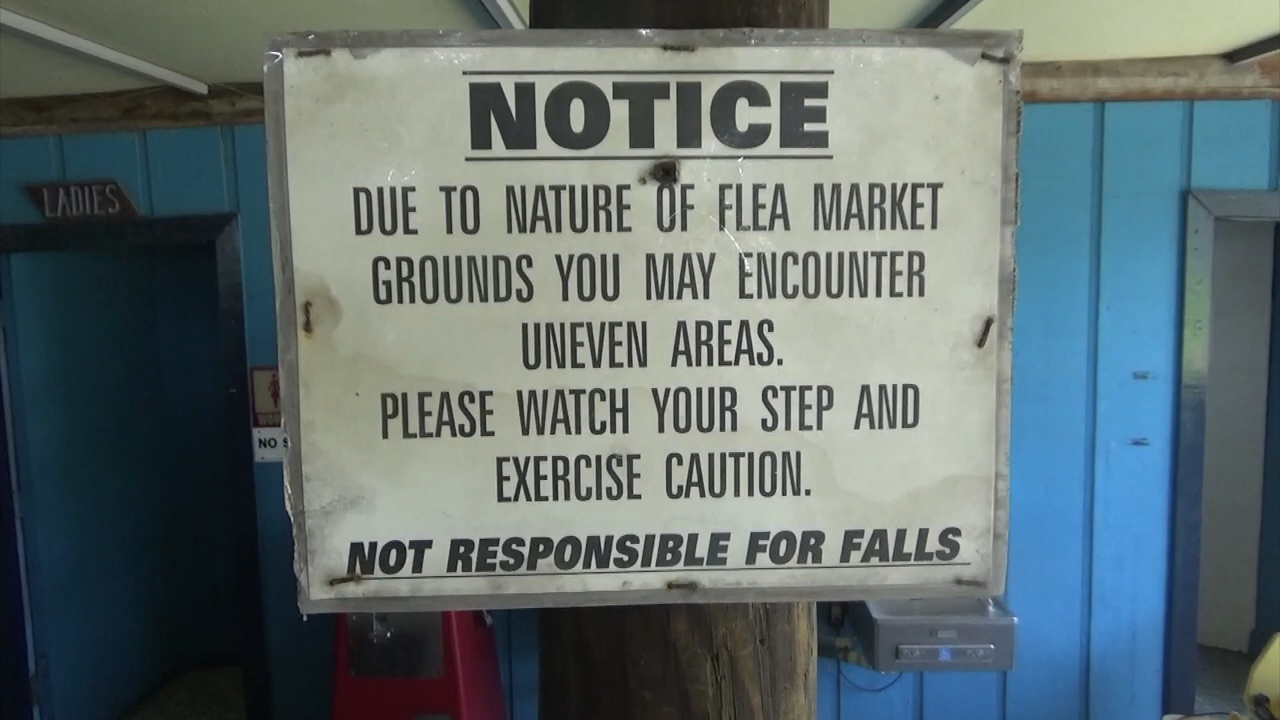 NOTICE
DUE TO NATURE OF FLEA MARKET
GROUNDS YOU MAY ENCOUNTER
UNEVEN AREAS.
PLEASE WATCH YOUR STEP AND
EXERCISE CAUTION.
NOT RESPONSIBLE FOR FALLS
LADIES
NO